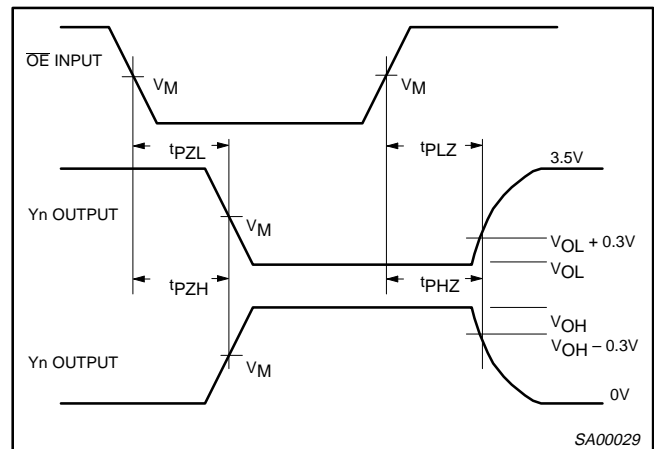 OE INPUT
VM
VM
tPZL
tPLZ
3.5V
Yn OUTPUT
VM
VOL + 0.3V
VOL
tPZH
tPHZ
VOH
VOH – 0.3V
Yn OUTPUT
VM
0V
SA00029